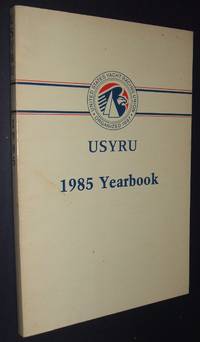 UNITED STATES YACHT RACING UNION
ORGANIZED 1897
USYRU
1985 Yearbook